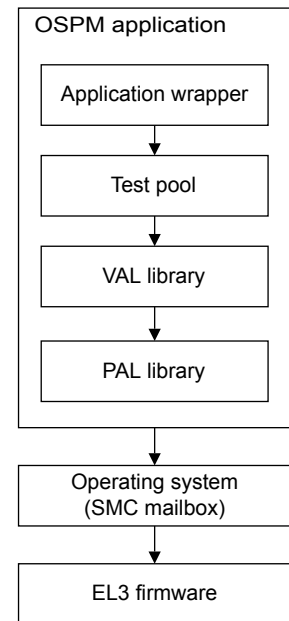 OSPM application
Application wrapper
Test pool
VAL library
PAL library
Operating system
(SMC mailbox)
EL3 firmware